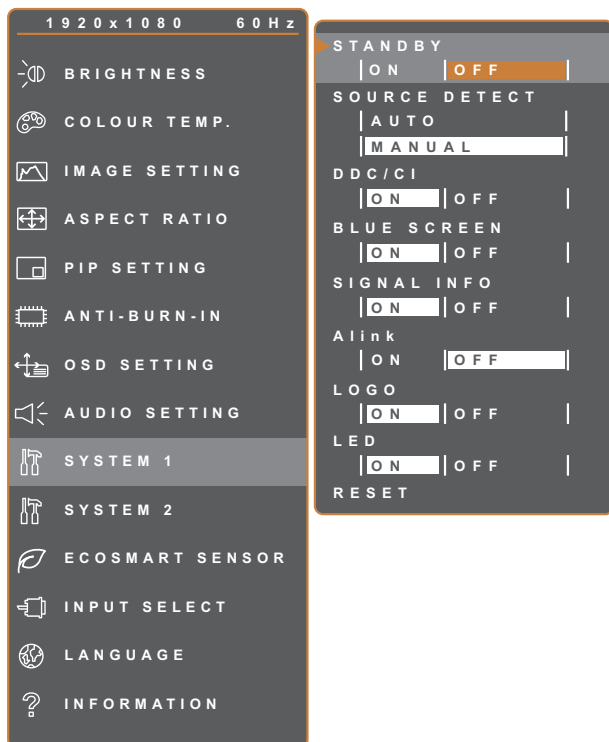 1920x1080 60Hz
BRIGHTNESS
COLOUR TEMP.
IMAGE SETTING
ASPECT RATIO
PIP SETTING
ANTI-BURN-IN
OSD SETTING
AUDIO SETTING
SYSTEM 1
SYSTEM 2
ECOSMART SENSOR
INPUT SELECT
LANGUAGE
INFORMATION
STANDBY
ON OFF
SOURCE DETECT
AUTO
MANUAL
DDC/CI
ON OFF
BLUE SCREEN
ON OFF
SIGNAL INFO
ON OFF
Alink
ON OFF
LOGO
ON OFF
LED
ON OFF
RESET